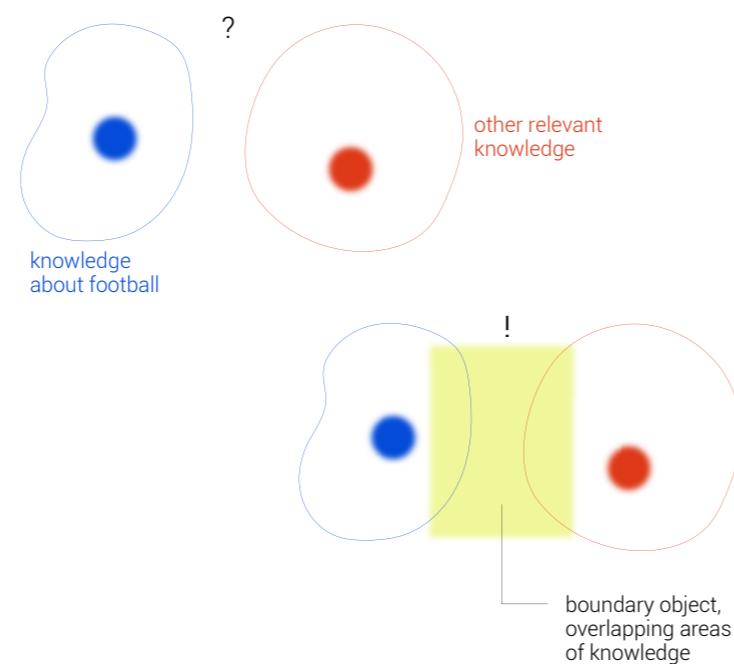 ?
other relevant
knowledge
knowledge
about football
!
boundary object,
overlapping areas
of knowledge